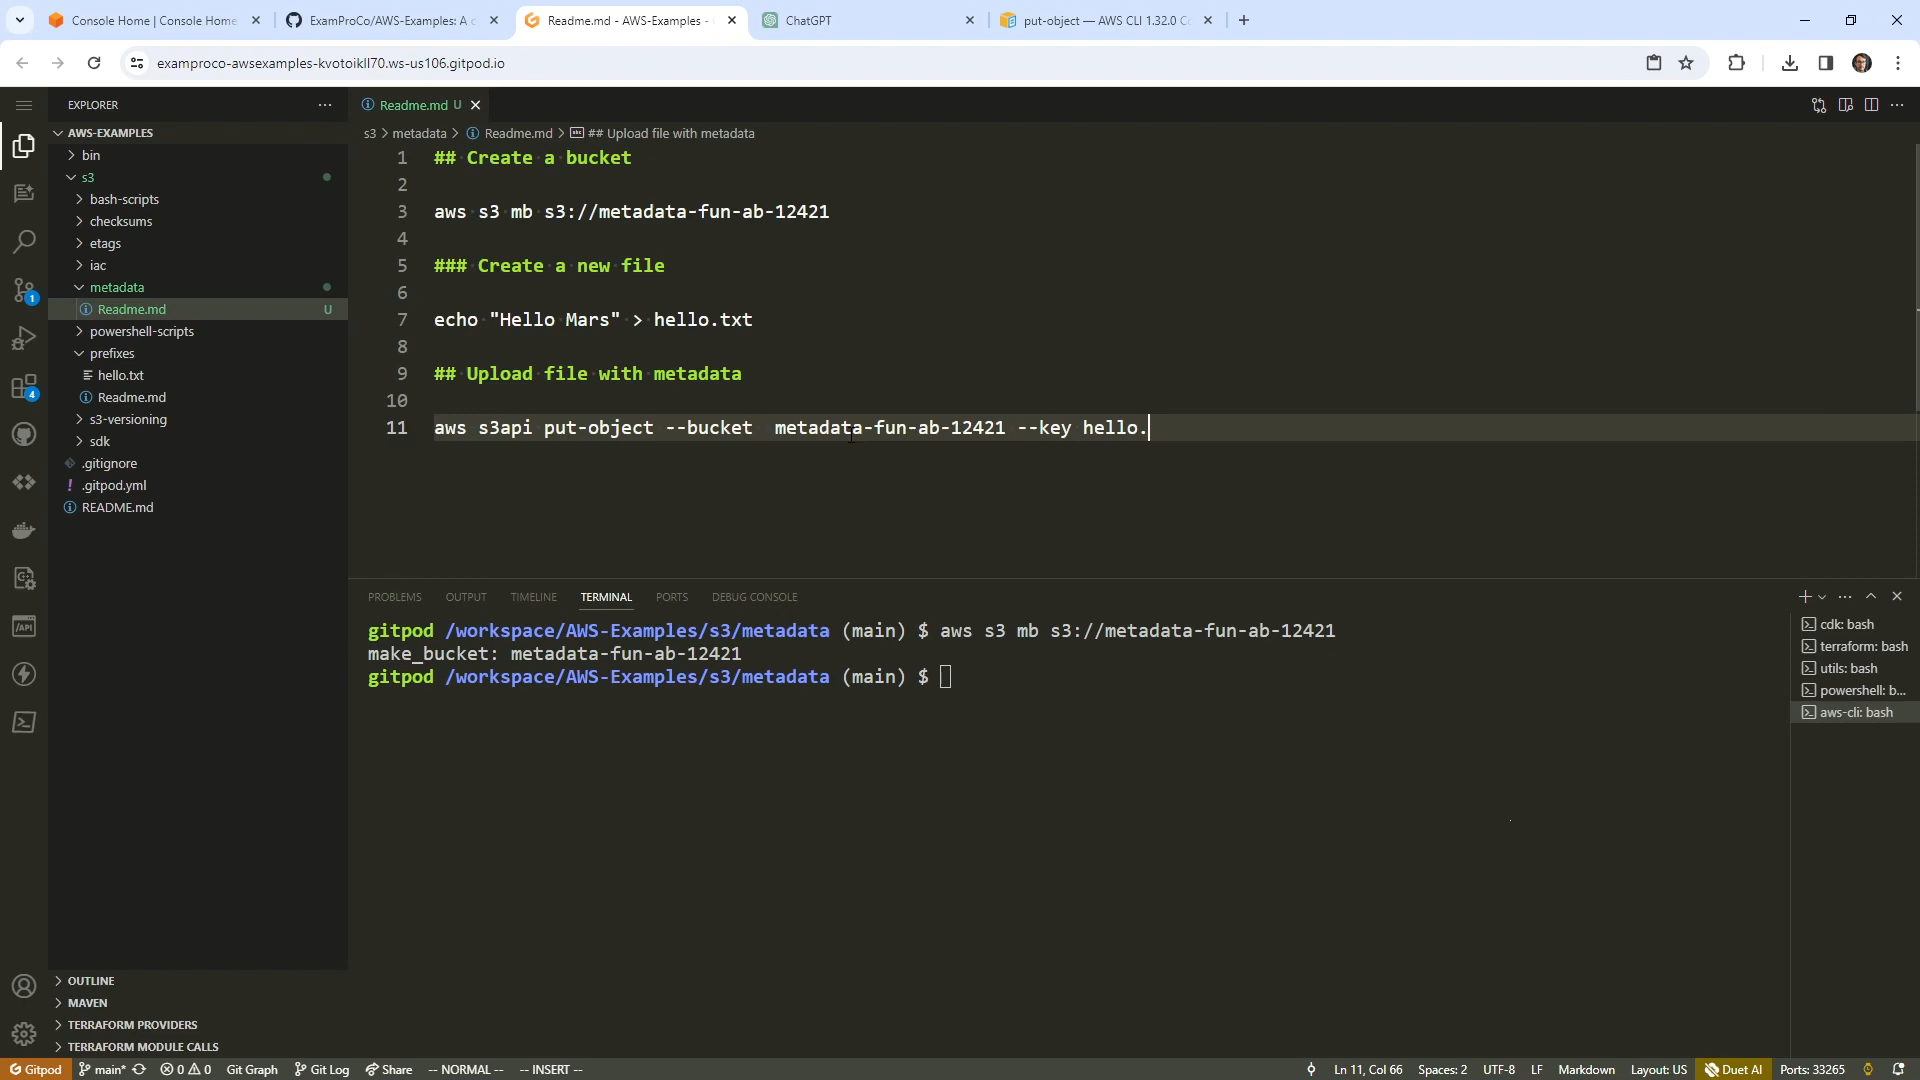 Console Home | Console Home
ExamProCo/AWS-Examples: A c
Readme.md - AWS-Examples -
ChatGPT
put-object — AWS CLI 1.32.0 C
examproco-awsexamples-kvotoikll70.ws-us106.gitpod.io
EXPLORER
AWS-EXAMPLES
bin
s3
bash-scripts
checksums
etags
iac
metadata
Readme.md U
powershell-scripts
prefixes
hello.txt
Readme.md
s3-versioning
sdk
.gitignore
.gitpod.yml
README.md
OUTLINE
MAVEN
TERRAFORM PROVIDERS
TERRAFORM MODULE CALLS
1
4
Readme.md U
s3 > metadata > Readme.md > ## Upload file with metadata
1 ## Create a bucket
2
3 aws s3 mb s3://metadata-fun-ab-12421
4
5 ### Create a new file
6
7 echo "Hello Mars" > hello.txt
8
9 ## Upload file with metadata
10
11 aws s3api put-object --bucket  metadata-fun-ab-12421 --key hello.
PROBLEMS OUTPUT TIMELINE TERMINAL PORTS DEBUG CONSOLE
gitpod /workspace/AWS-Examples/s3/metadata (main) $ aws s3 mb s3://metadata-fun-ab-12421
make_bucket: metadata-fun-ab-12421
gitpod /workspace/AWS-Examples/s3/metadata (main) $
cdk: bash
terraform: bash
utils: bash
powershell: b...
aws-cli: bash
Gitpod main* 0 0 Git Graph Git Log Share -- NORMAL -- -- INSERT -- Ln 11, Col 66 Spaces: 2 UTF-8 LF Markdown Layout: US Duet AI Ports: 33265